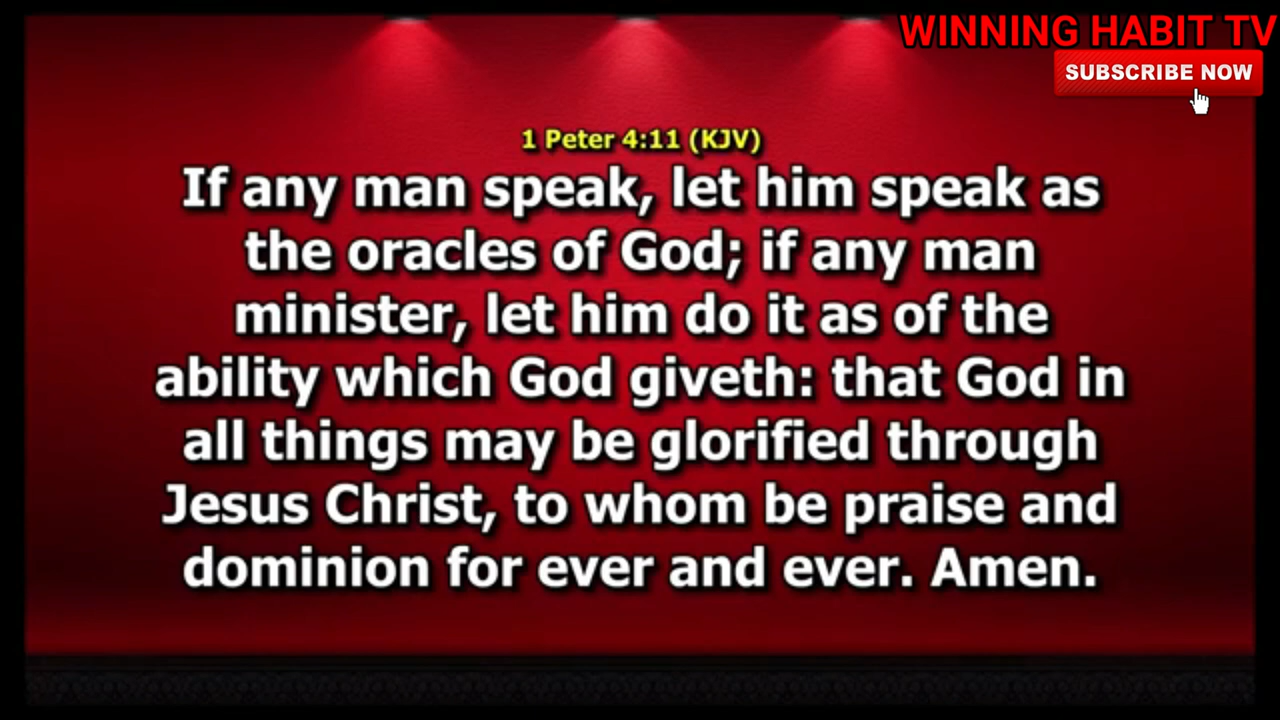 WINNING HABIT TV
SUBSCRIBE NOW
1 Peter 4:11 (KJV)
If any man speak, let him speak as
the oracles of God; if any man
minister, let him do it as of the
ability which God giveth: that God in
all things may be glorified through
Jesus Christ, to whom be praise and
dominion for ever and ever. Amen.